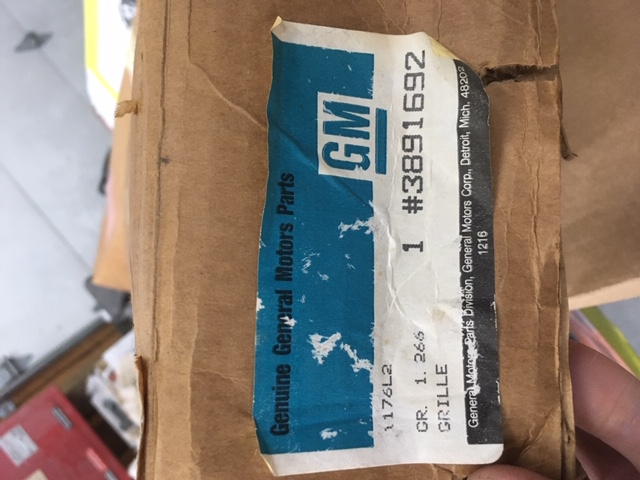 Genuine General Motors Parts
GM
1176L2 1 #3891692
GR. 1.266
GRILLE
General Motors Parts Division, General Motors Corp., Detroit, Mich. 48202
1216